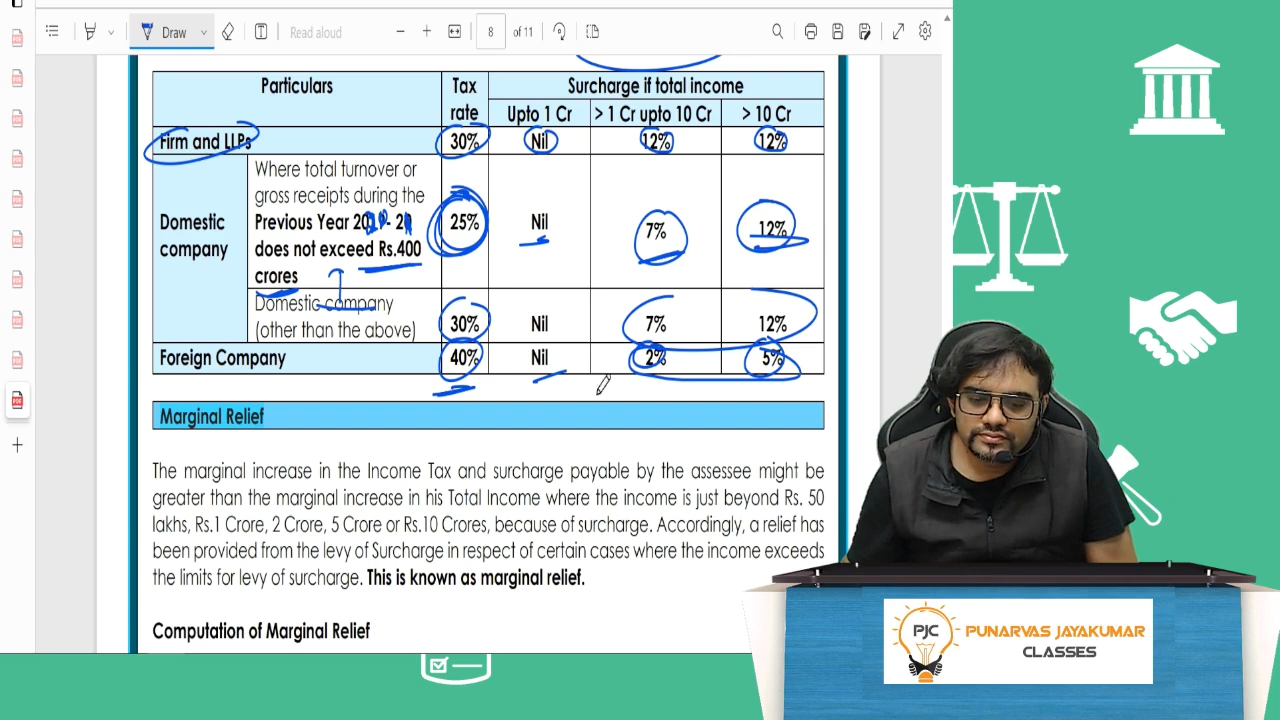 Draw
Read aloud
8 of 11
Particulars
Tax rate
Surcharge if total income
Upto 1 Cr
> 1 Cr upto 10 Cr
> 10 Cr
Firm and LLPs
30%
Nil
12%
12%
Domestic company
Where total turnover or
gross receipts during the
Previous Year
does not exceed Rs.400
crores
25%
Nil
7%
12%
Domestic company
(other than the above)
30%
Nil
7%
12%
Foreign Company
40%
Nil
2%
5%
Marginal Relief
The marginal increase in the Income Tax and surcharge payable by the assessee might be
greater than the marginal increase in his Total Income where the income is just beyond Rs. 50
lakhs, Rs.1 Crore, 2 Crore, 5 Crore or Rs.10 Crores, because of surcharge. Accordingly, a relief has
been provided from the levy of Surcharge in respect of certain cases where the income exceeds
the limits for levy of surcharge. This is known as marginal relief.
Computation of Marginal Relief
PJC
PUNARVAS JAYAKUMAR
CLASSES